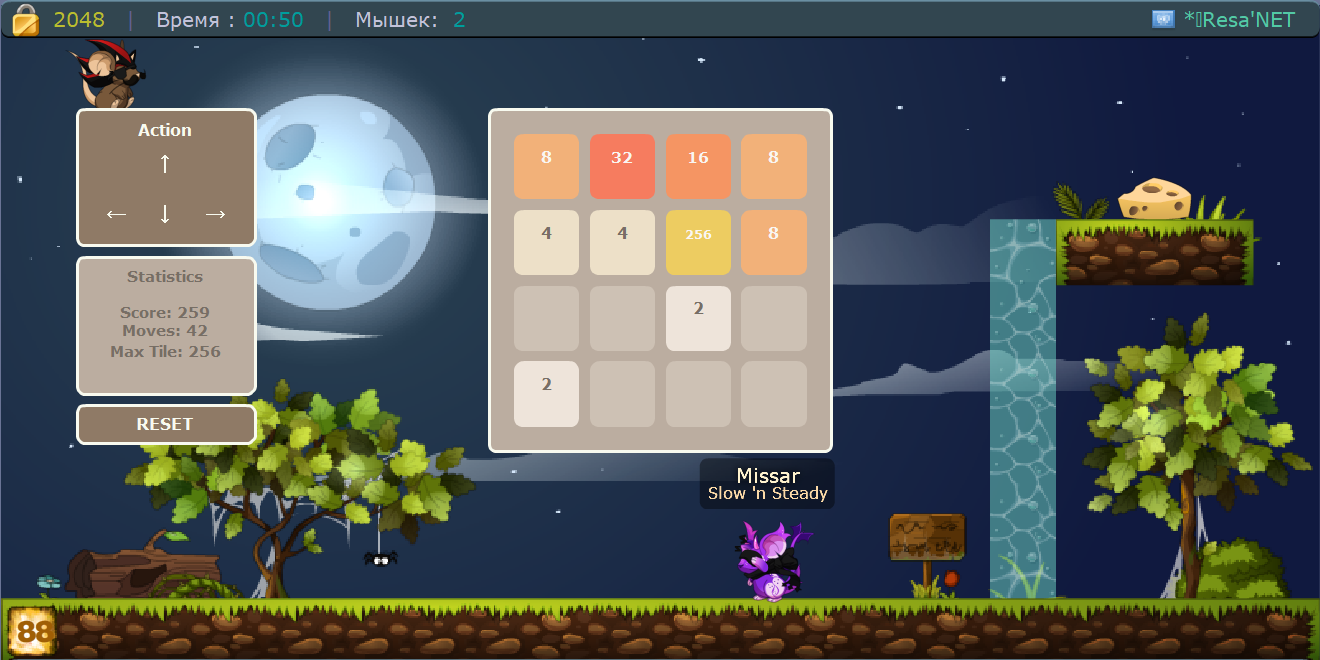 2048 | Время : 00:50 | Мышек: 2
*Resa'NET
Action
↑
← ↓ →
Statistics
Score: 259
Moves: 42
Max Tile: 256
RESET
8 32 16 8
4 4 256 8
2
2
Missar
Slow 'n Steady
88